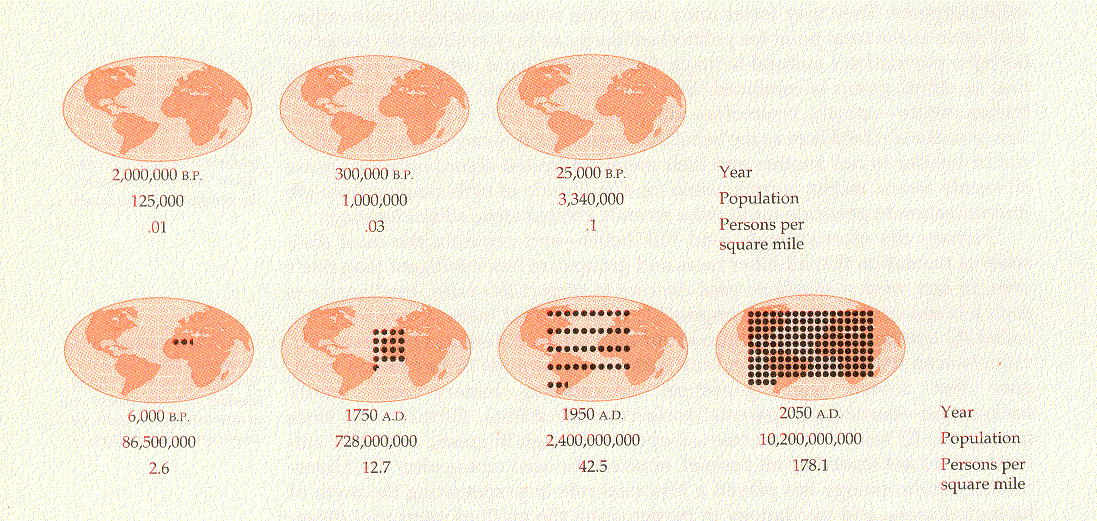 2,000,000 B.P. 300,000 B.P. 25,000 B.P. Year
125,000 1,000,000 3,340,000 Population
.01 .03 .1 Persons per
square mile
6,000 B.P. 1750 A.D. 1950 A.D. 2050 A.D. Year
86,500,000 728,000,000 2,400,000,000 10,200,000,000 Population
2.6 12.7 42.5 178.1 Persons per
square mile